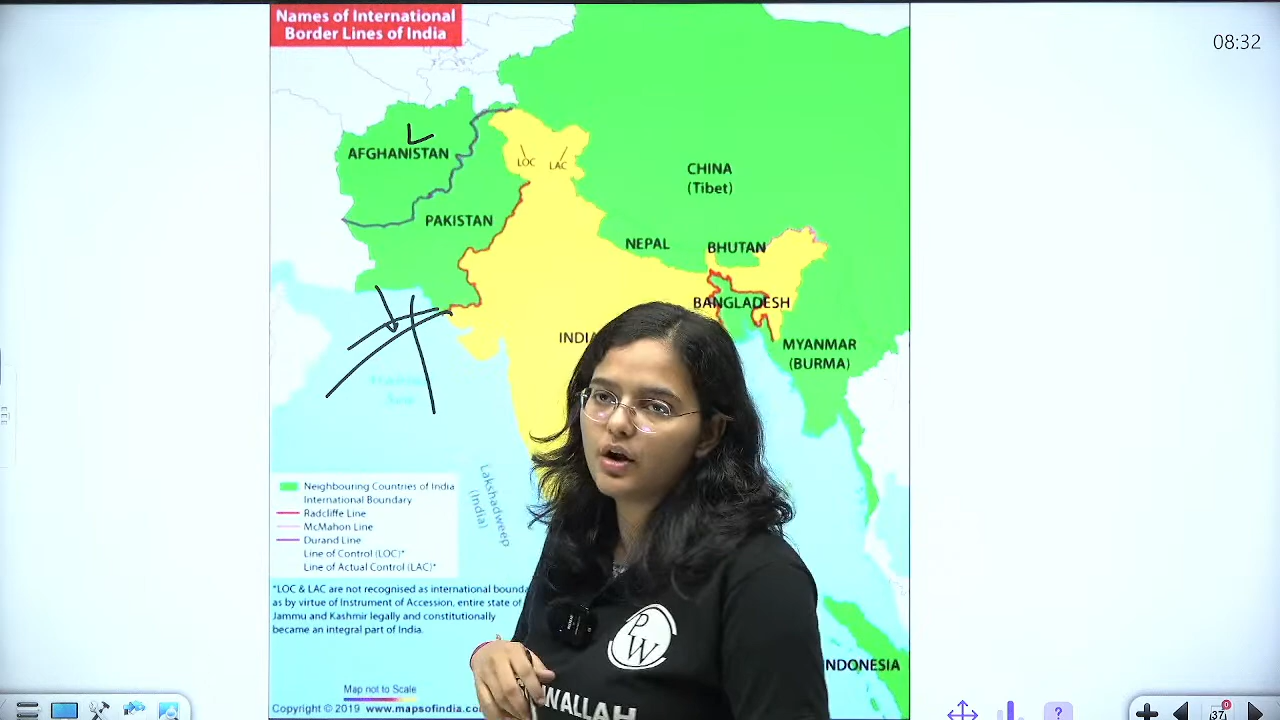 Names of International
Border Lines of India
08:32
AFGHANISTAN
LOC
LAC
CHINA
(Tibet)
PAKISTAN
NEPAL
BHUTAN
BANGLADESH
INDIA
MYANMAR
(BURMA)
Lakshadweep
(India)
Neighbouring Countries of India
International Boundary
Radcliffe Line
McMahon Line
Durand Line
Line of Control (LOC)*
Line of Actual Control (LAC)*
*LOC & LAC are not recognised as international
as by virtue of Instrument of Accession, entire state of
Jammu and Kashmir legally and constitutionally
became an integral part of India.
PW
WALLAH
NDONESIA
Map not to Scale
Copyright © 2019 www.mapsofindia.co
37